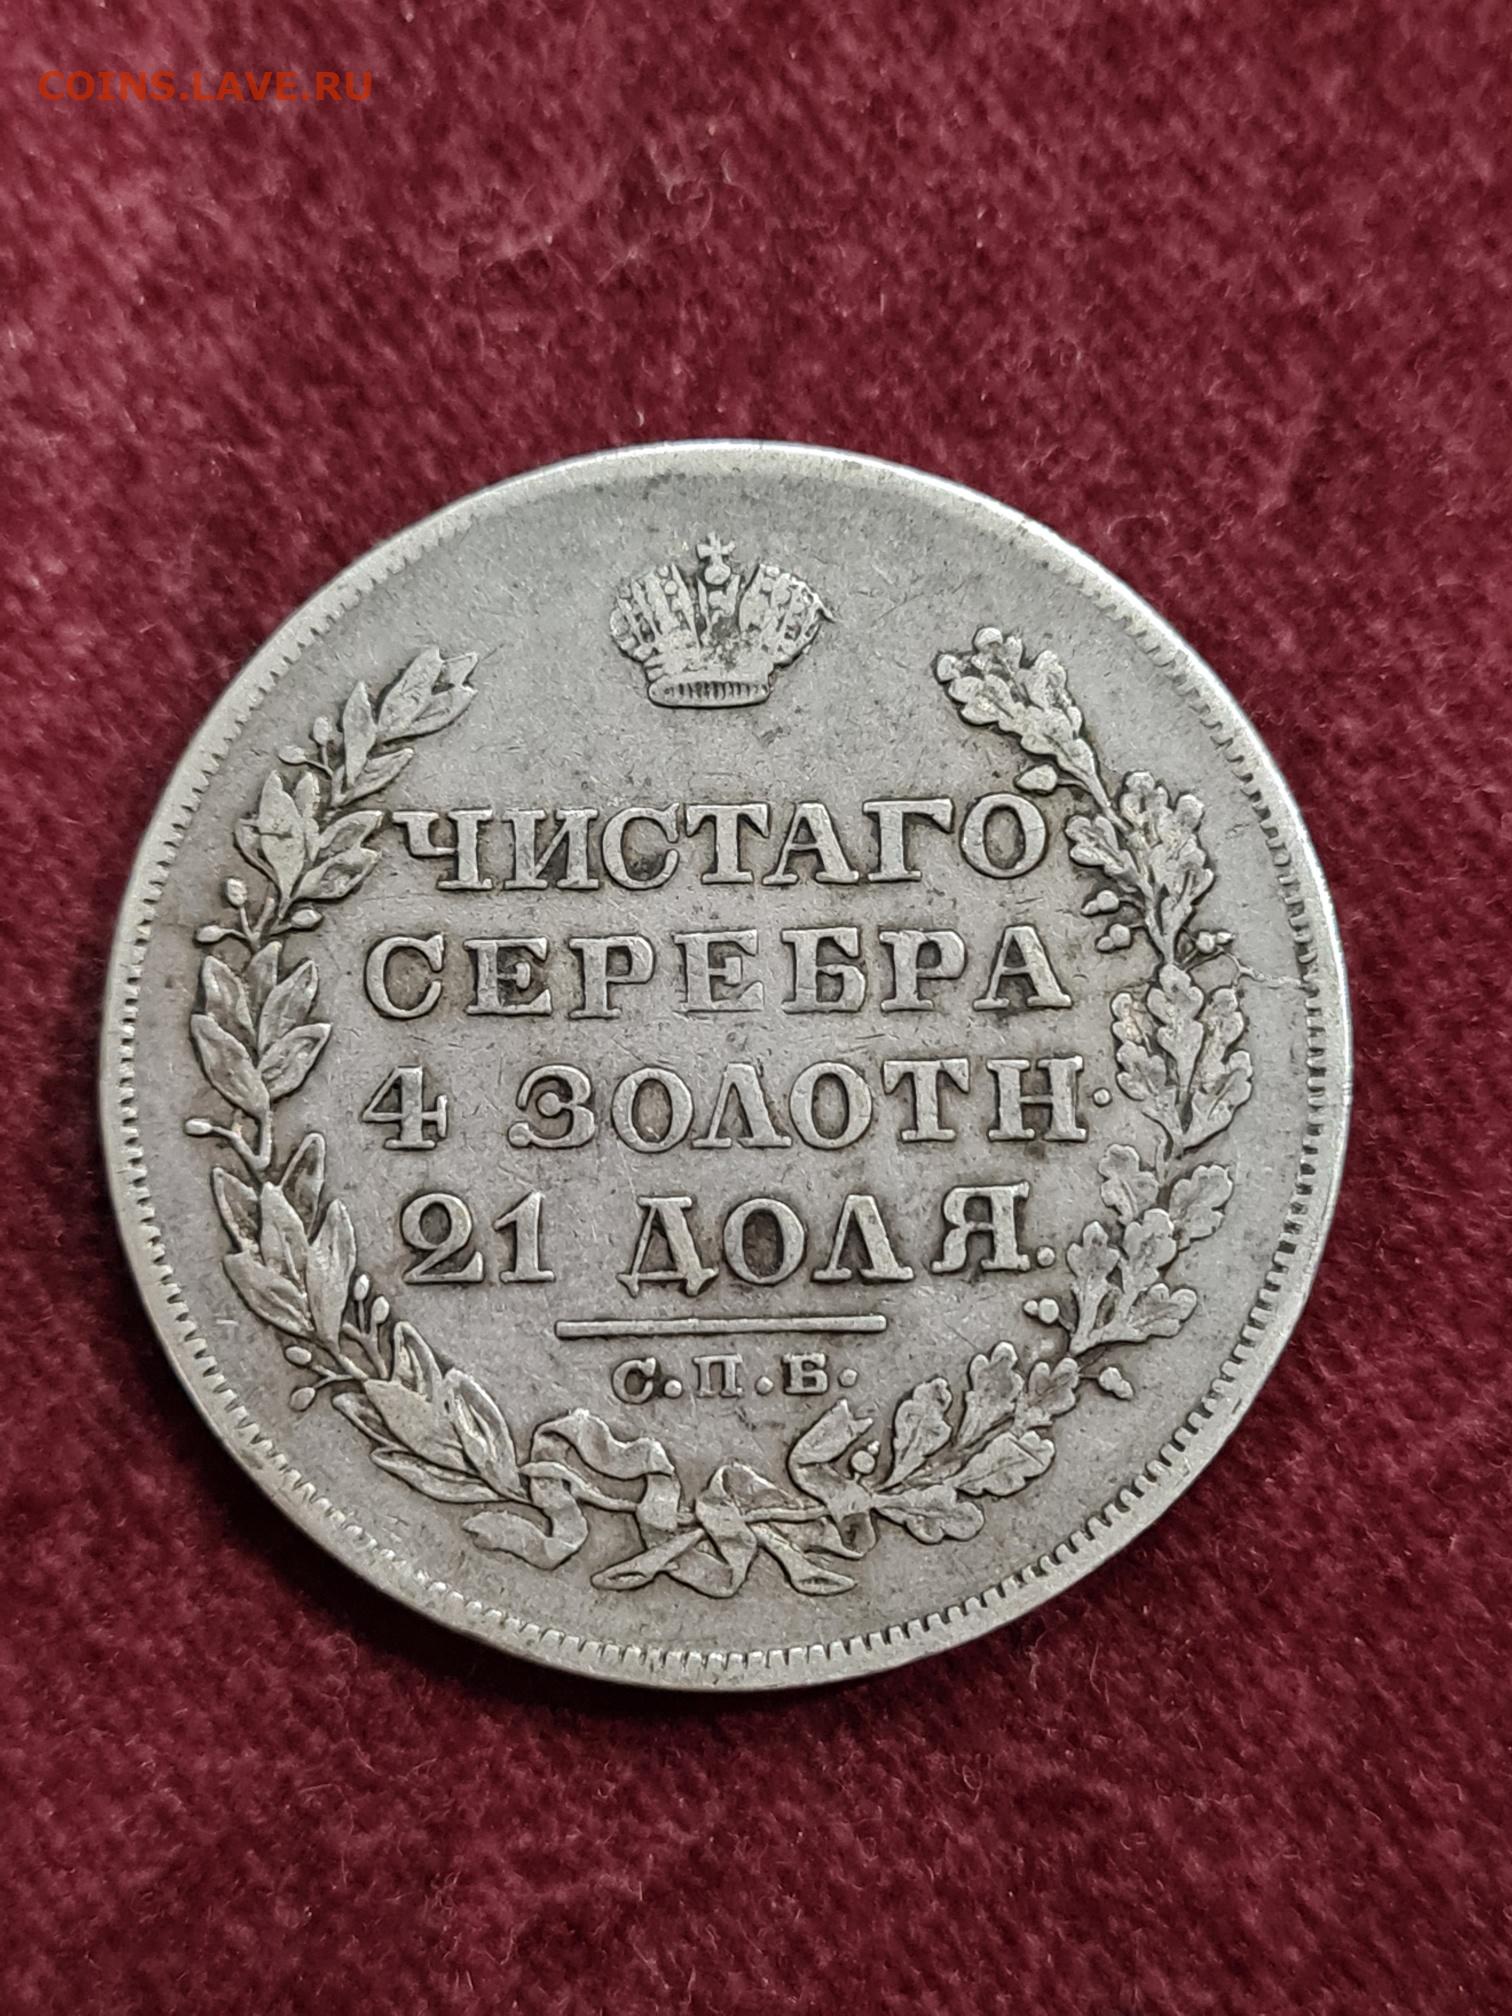 COINS.LAVE.RU
ЧИСТАГО
СЕРЕБРА
4 ЗОЛОТН·
21 ДОЛЯ.
С.П.Б.